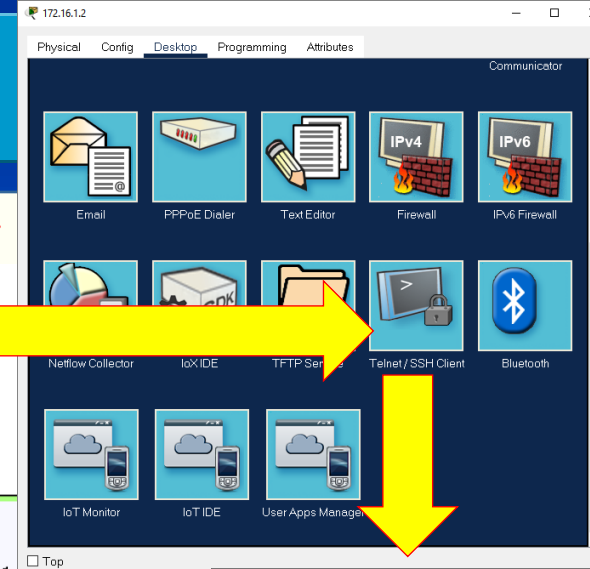 172.16.1.2
Physical Config Desktop Programming Attributes
Communicator
IPv4 IPv6
@
Email PPPoE Dialer Text Editor Firewall IPv6 Firewall
>
Netflow Collector IoX IDE TFTP Telnet / SSH Client Bluetooth
IoT Monitor IoT IDE User Apps Manager
Top